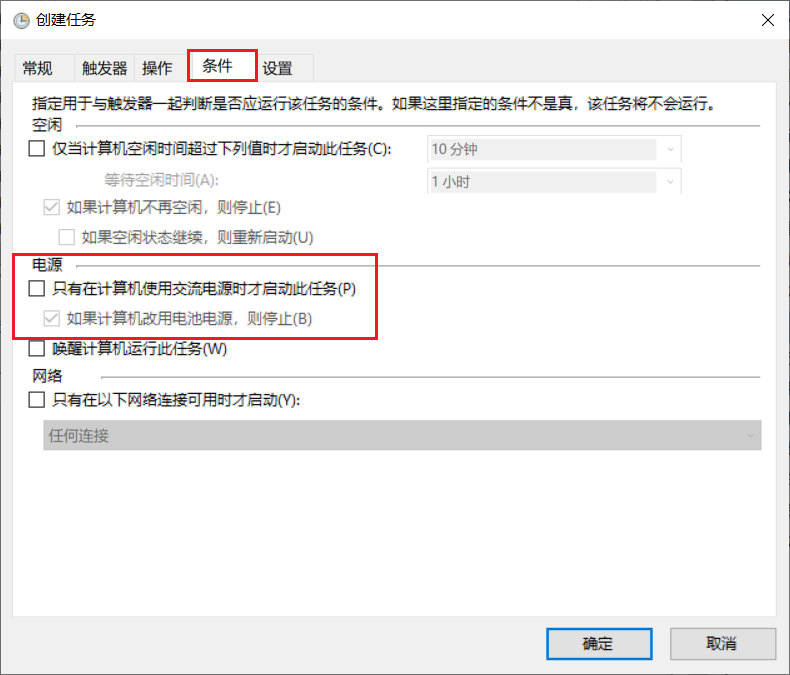 创建任务
常规 触发器 操作 条件 设置
指定用于与触发器一起判断是否应运行该任务的条件。如果这里指定的条件不是真，该任务将不会运行。
空闲
仅当计算机空闲时间超过下列值时才启动此任务(C): 10 分钟
等待空闲时间(A): 1 小时
如果计算机不再空闲，则停止(E)
如果空闲状态继续，则重新启动(U)
电源
只有在计算机使用交流电源时才启动此任务(P)
如果计算机改用电池电源，则停止(B)
唤醒计算机运行此任务(W)
网络
只有在以下网络连接可用时才启动(Y):
任何连接
确定 取消